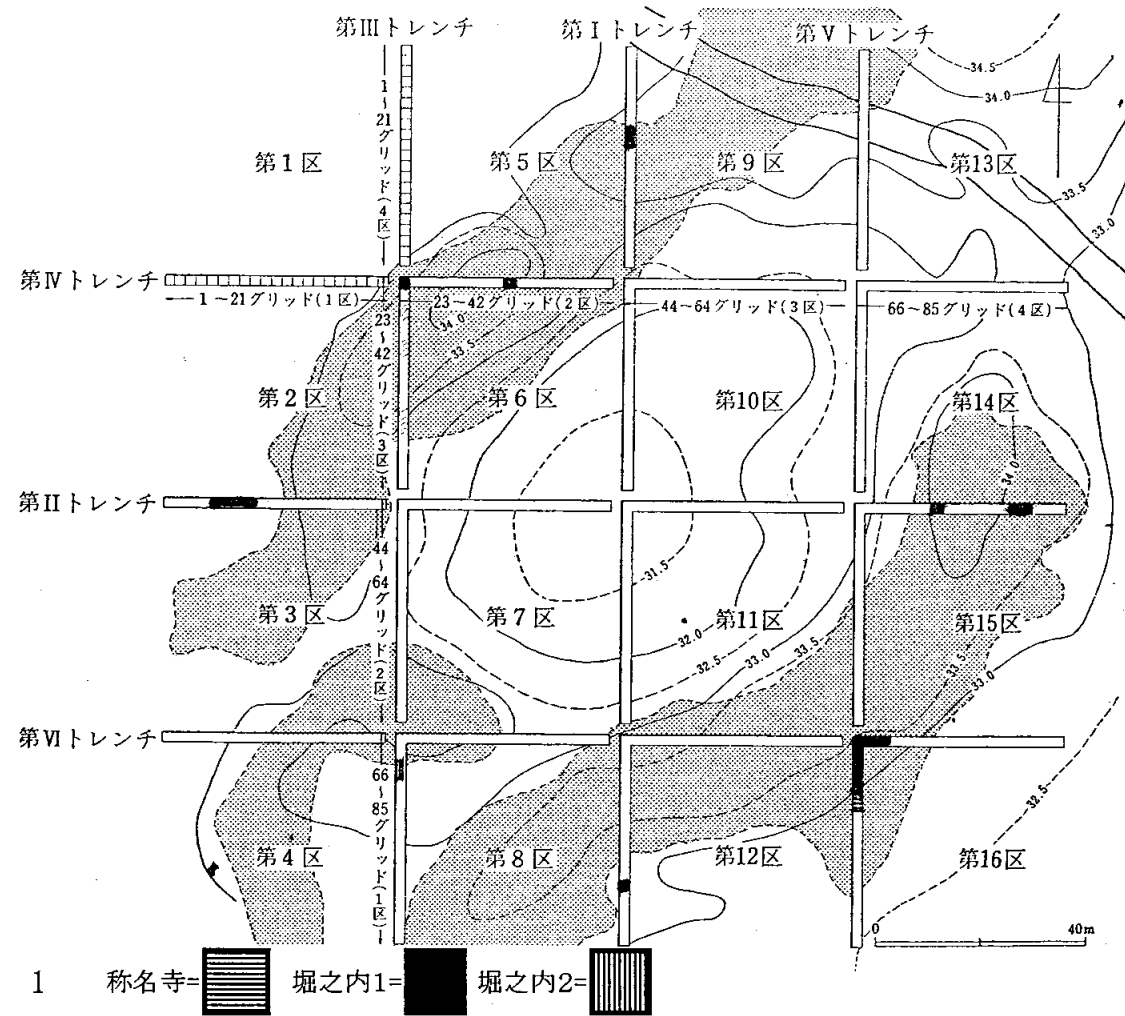 第IIIトレンチ
第Iトレンチ
第Vトレンチ
34.5
34.0
1～21グリッド(4区)
第1区
第5区
第9区
第13区
33.5
33.0
第IVトレンチ
1～21グリッド(1区)
23～42グリッド(2区)
44～64グリッド(3区)
66～85グリッド(4区)
34.0
33.5
23～42グリッド(3区)
第2区
第6区
第10区
第14区
34.0
第IIトレンチ
31.5
44～64グリッド(2区)
第3区
第7区
第11区
第15区
32.0
32.5
33.0
33.5
33.5
33.0
第VIトレンチ
32.5
66～85グリッド(1区)
第4区
第8区
第12区
第16区
0
40m
1
称名寺=
堀之内1=
堀之内2=